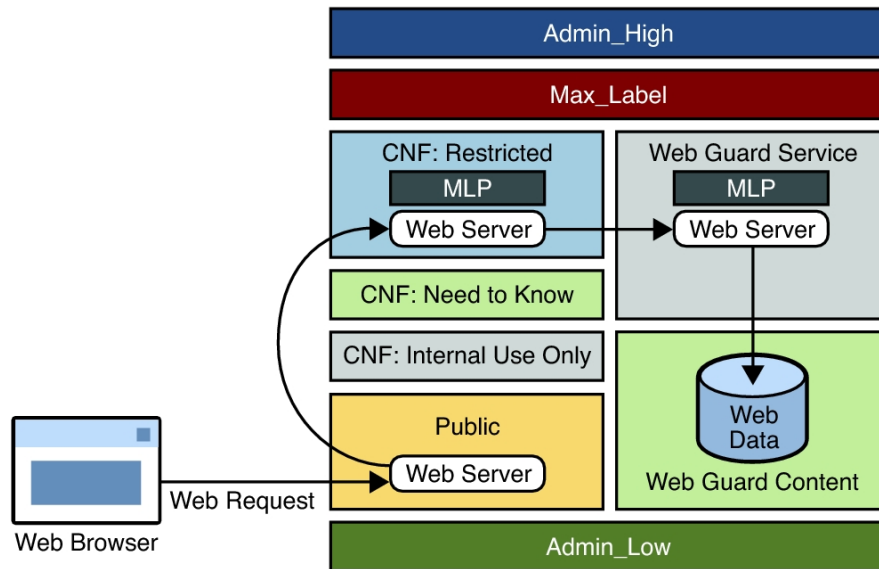 Admin_High
Max_Label
CNF: Restricted
MLP
Web Server
Web Guard Service
MLP
Web Server
CNF: Need to Know
CNF: Internal Use Only
Public
Web Server
Web
Data
Web Guard Content
Web Request
Web Browser
Admin_Low